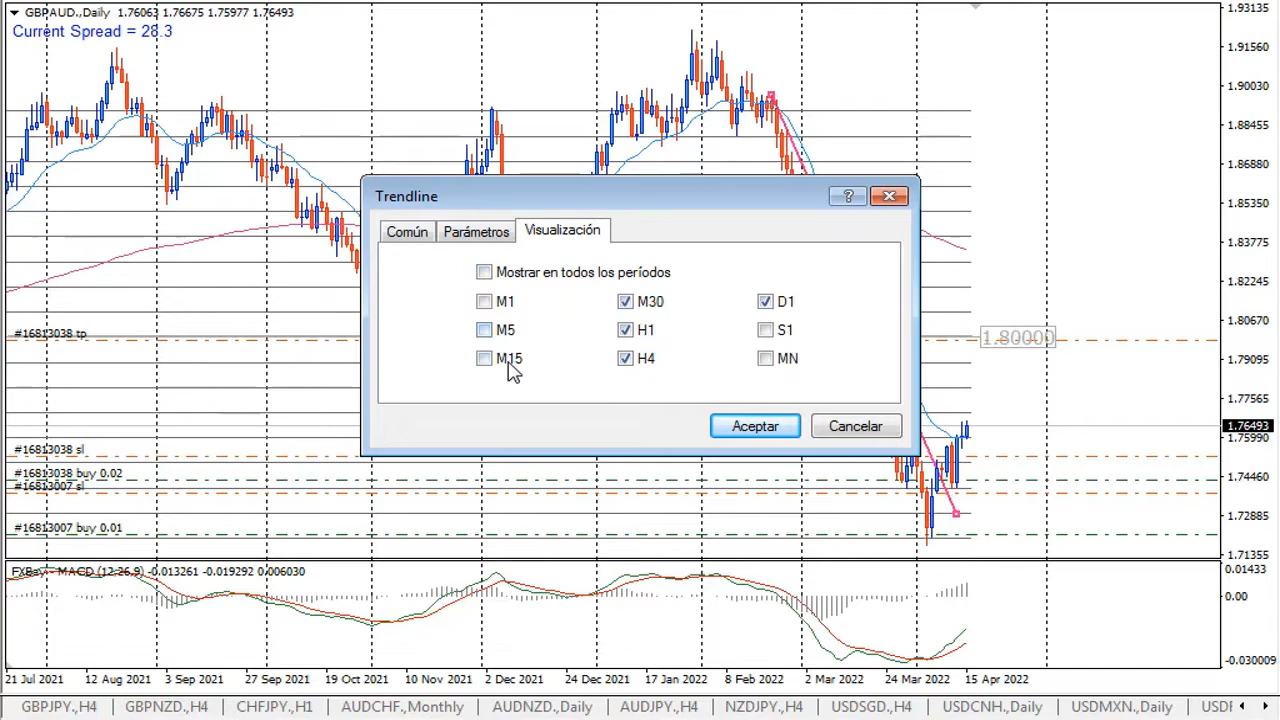 GBPAUD.,Daily 1.76063 1.76675 1.75977 1.76493
Current Spread = 28.3
1.93135
1.91560
1.90030
1.88455
1.86880
1.85350
1.83775
1.82245
1.80670
1.79095
1.77565
1.76493
1.75990
1.74460
1.72885
1.71355
Trendline
?
Común Parámetros Visualización
Mostrar en todos los períodos
M1 M30 D1
M5 H1 S1
M15 H4 MN
Aceptar Cancelar
#16813038 tp
1.80000
#16813038 sl
#16813038 buy 0.02
#16813007 sl
#16813007 buy 0.01
MACD (12,26,9) -0.013261 -0.019292 0.006030
0.01433
0.00
-0.030009
21 Jul 2021 12 Aug 2021 3 Sep 2021 27 Sep 2021 19 Oct 2021 10 Nov 2021 2 Dec 2021 24 Dec 2021 17 Jan 2022 8 Feb 2022 2 Mar 2022 24 Mar 2022 15 Apr 2022
GBPJPY.,H4 GBPNZD.,H4 CHFJPY.,H1 AUDCHF.,Monthly AUDNZD.,Daily AUDJPY.,H4 NZDJPY.,H4 USDSGD.,H4 USDCNH.,Daily USDMXN.,Daily